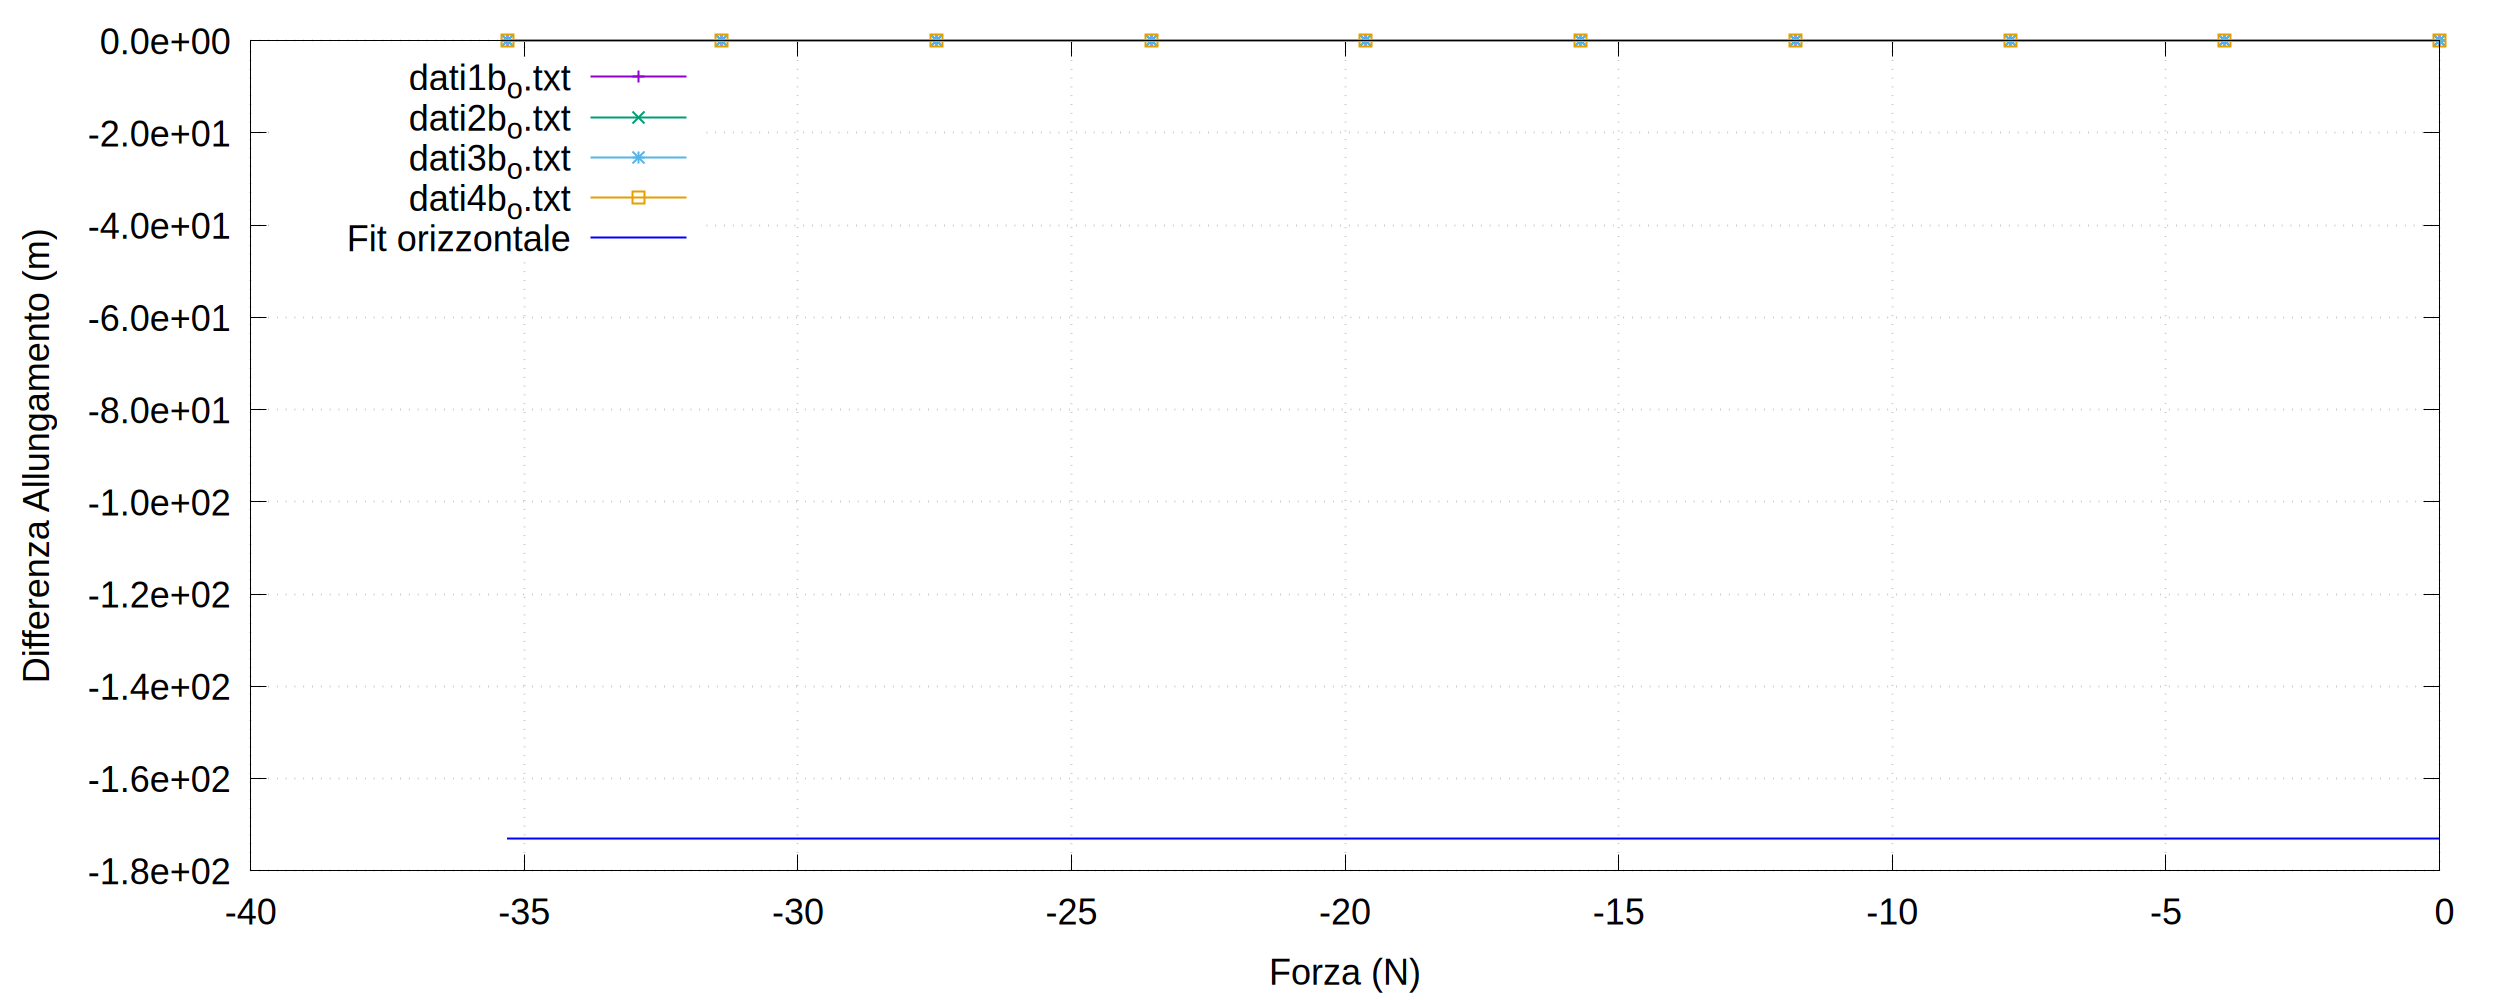 0.0e+00
-2.0e+01
-4.0e+01
-6.0e+01
-8.0e+01
-1.0e+02
-1.2e+02
-1.4e+02
-1.6e+02
-1.8e+02
Differenza Allungamento (m)
dati1bo.txt
dati2bo.txt
dati3bo.txt
dati4bo.txt
Fit orizzontale
-40 -35 -30 -25 -20 -15 -10 -5 0
Forza (N)